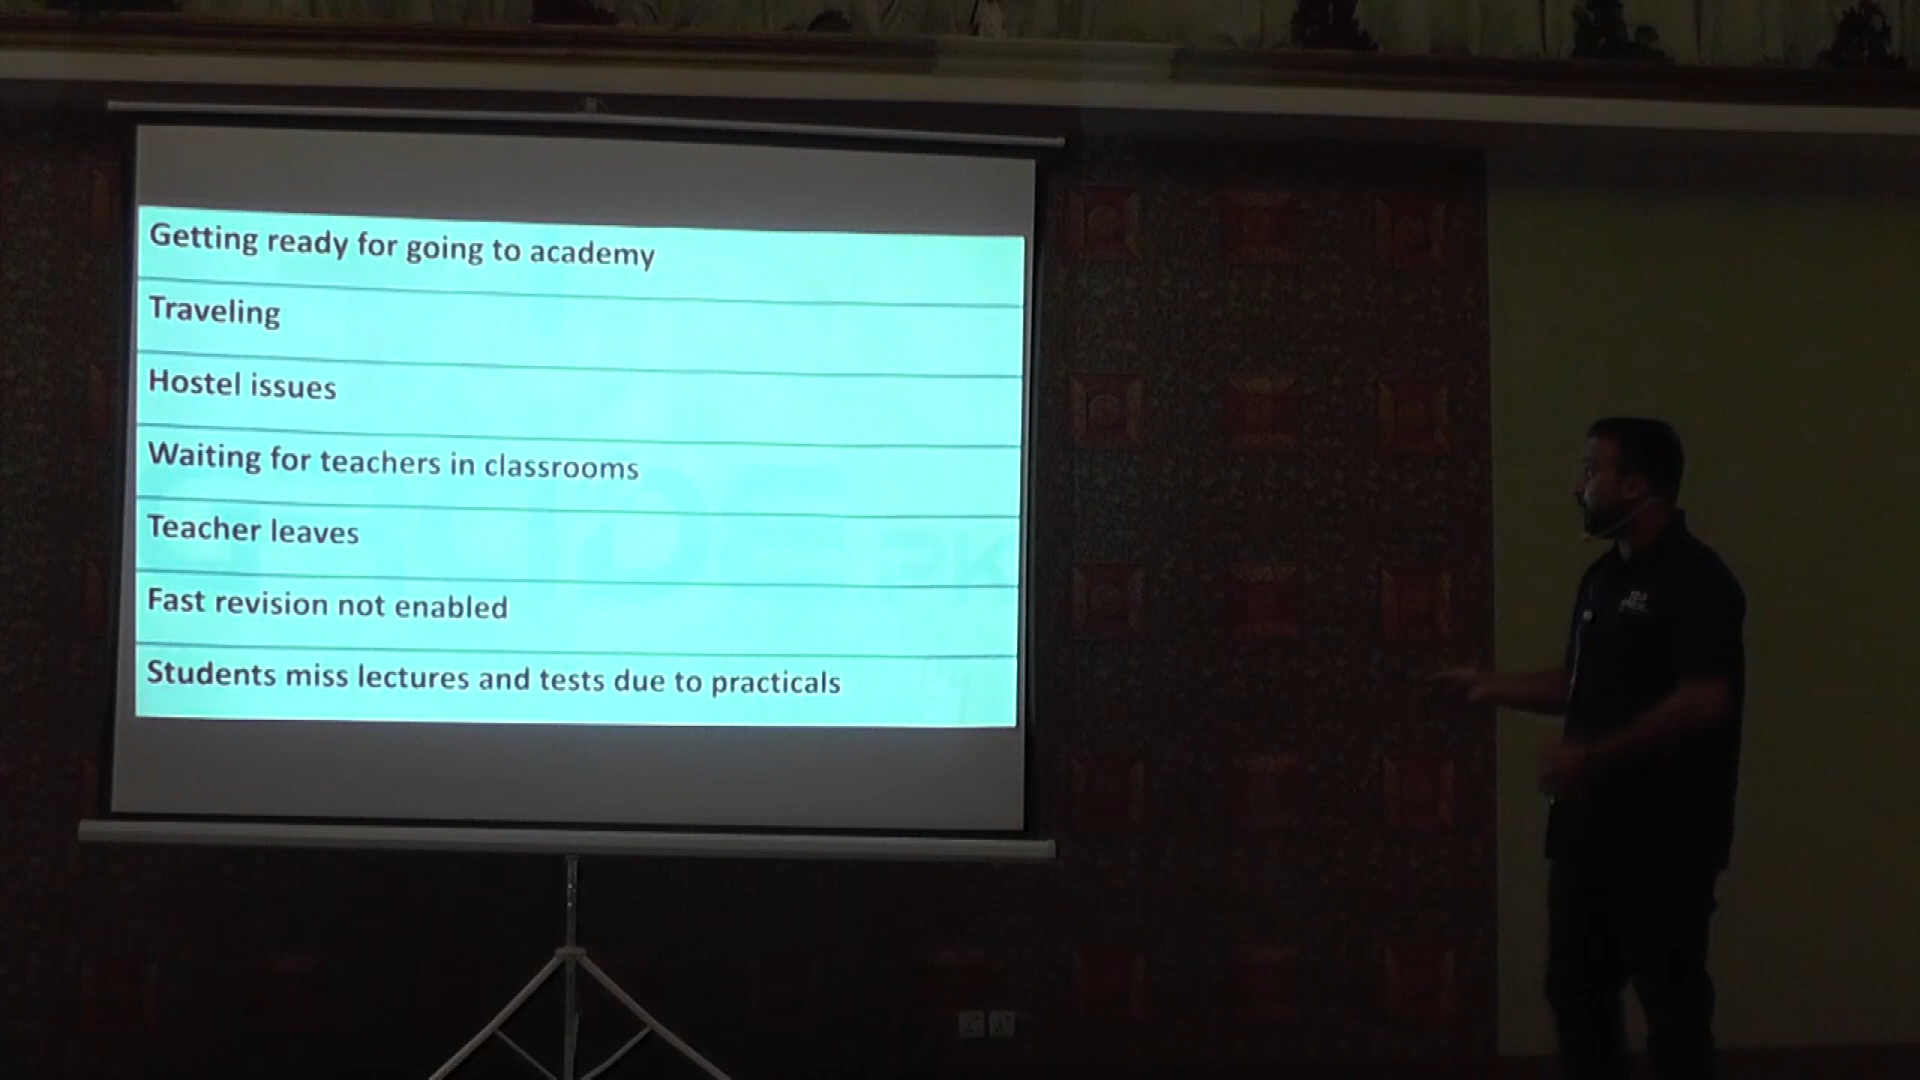 Getting ready for going to academy
Traveling
Hostel issues
Waiting for teachers in classrooms
Teacher leaves
Fast revision not enabled
Students miss lectures and tests due to practicals